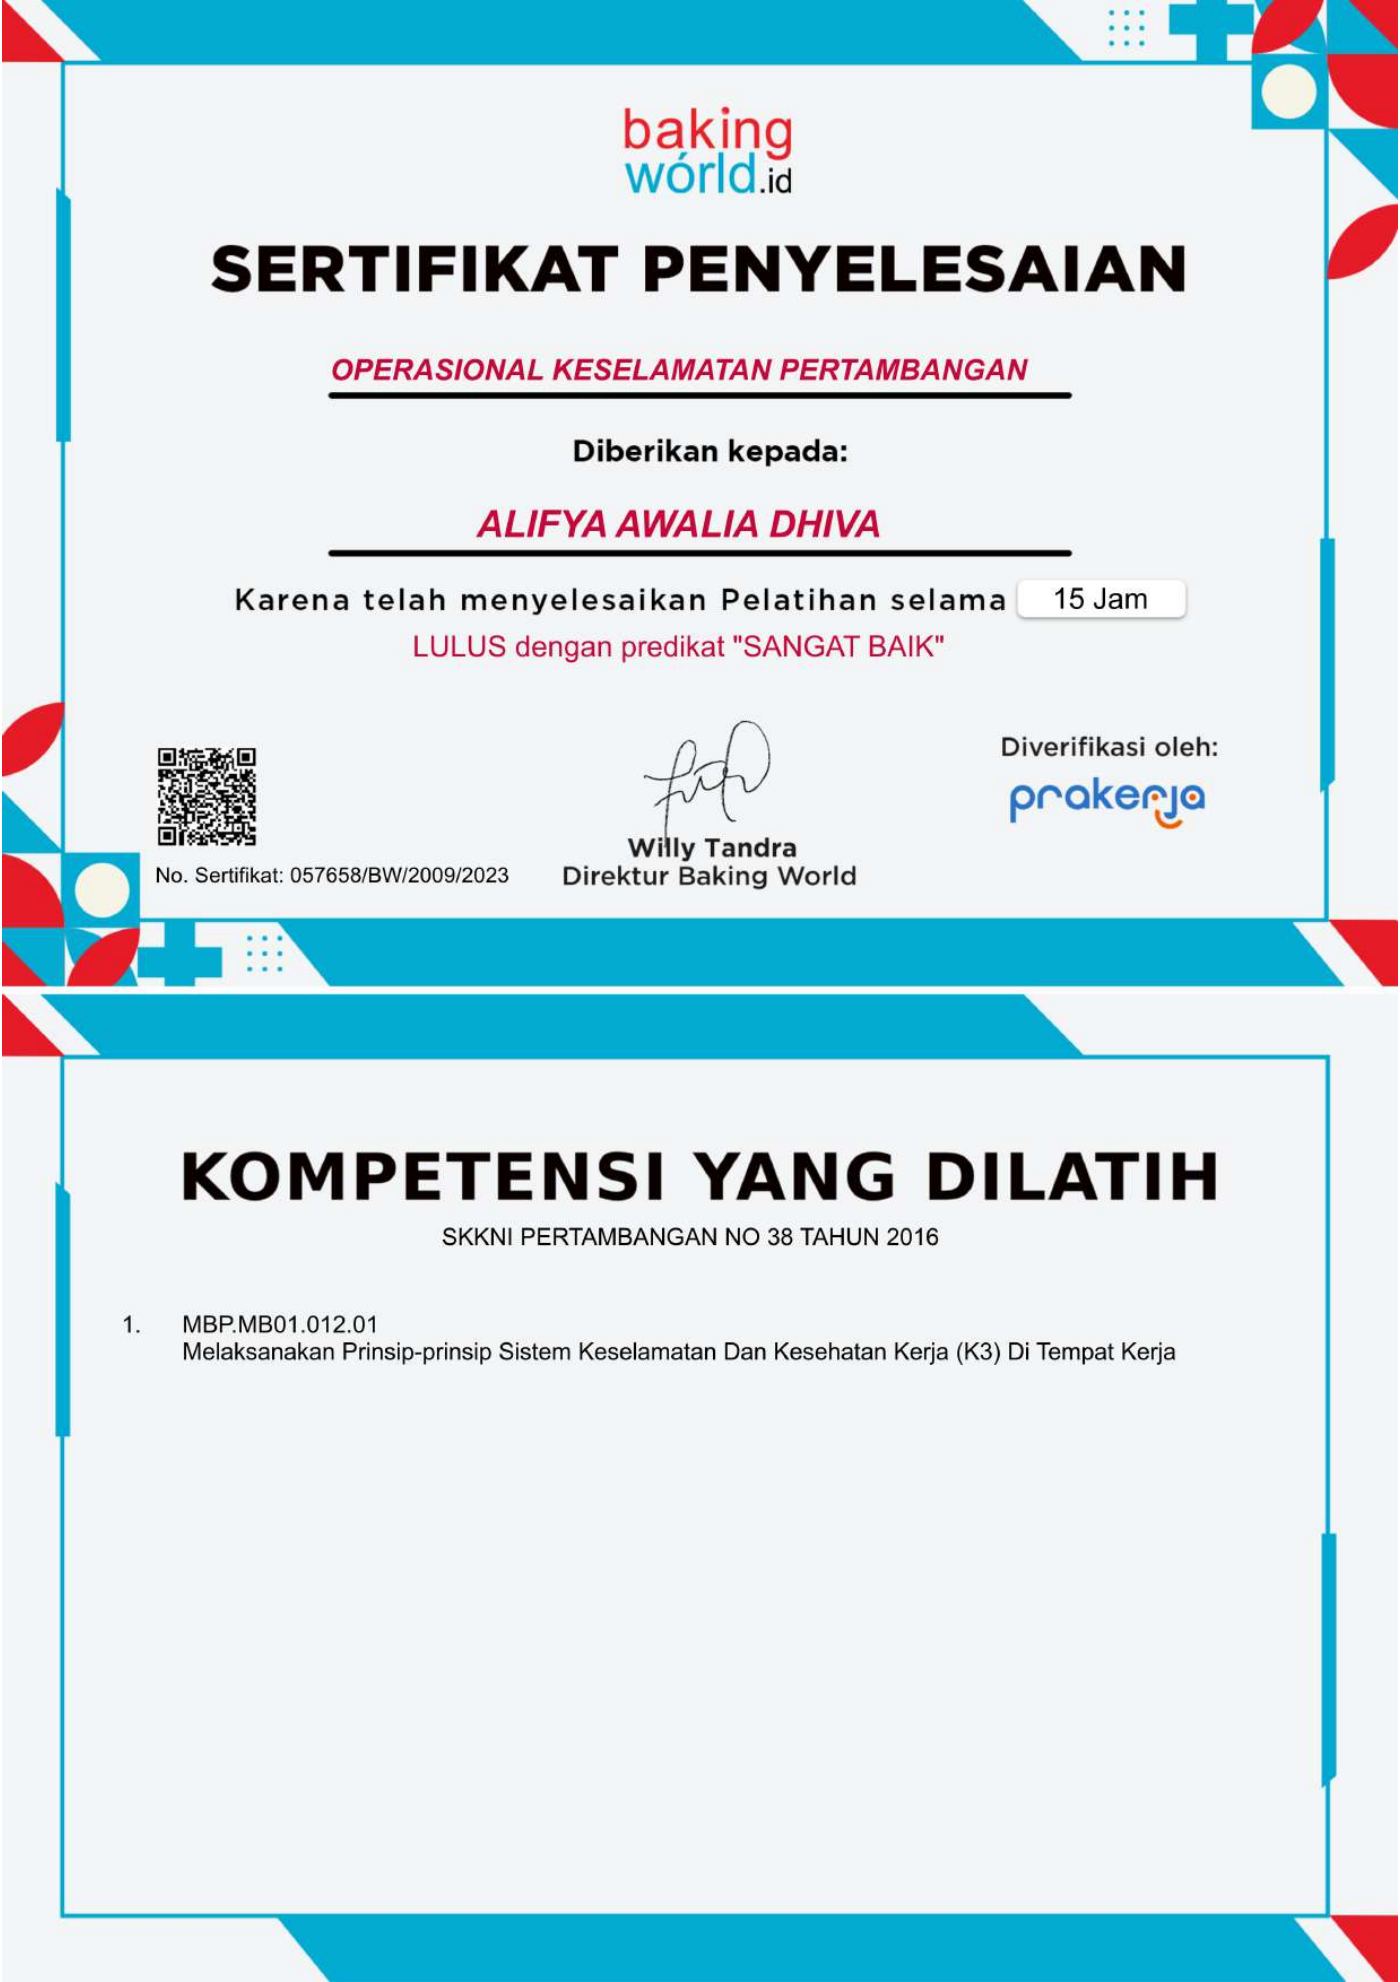 baking
wórld.id
SERTIFIKAT PENYELESAIAN
OPERASIONAL KESELAMATAN PERTAMBANGAN
Diberikan kepada:
ALIFYA AWALIA DHIVA
Karena telah menyelesaikan Pelatihan selama 15 Jam
LULUS dengan predikat "SANGAT BAIK"
Diverifikasi oleh:
prakerja
Willy Tandra
Direktur Baking World
No. Sertifikat: 057658/BW/2009/2023
KOMPETENSI YANG DILATIH
SKKNI PERTAMBANGAN NO 38 TAHUN 2016
1. MBP.MB01.012.01
Melaksanakan Prinsip-prinsip Sistem Keselamatan Dan Kesehatan Kerja (K3) Di Tempat Kerja